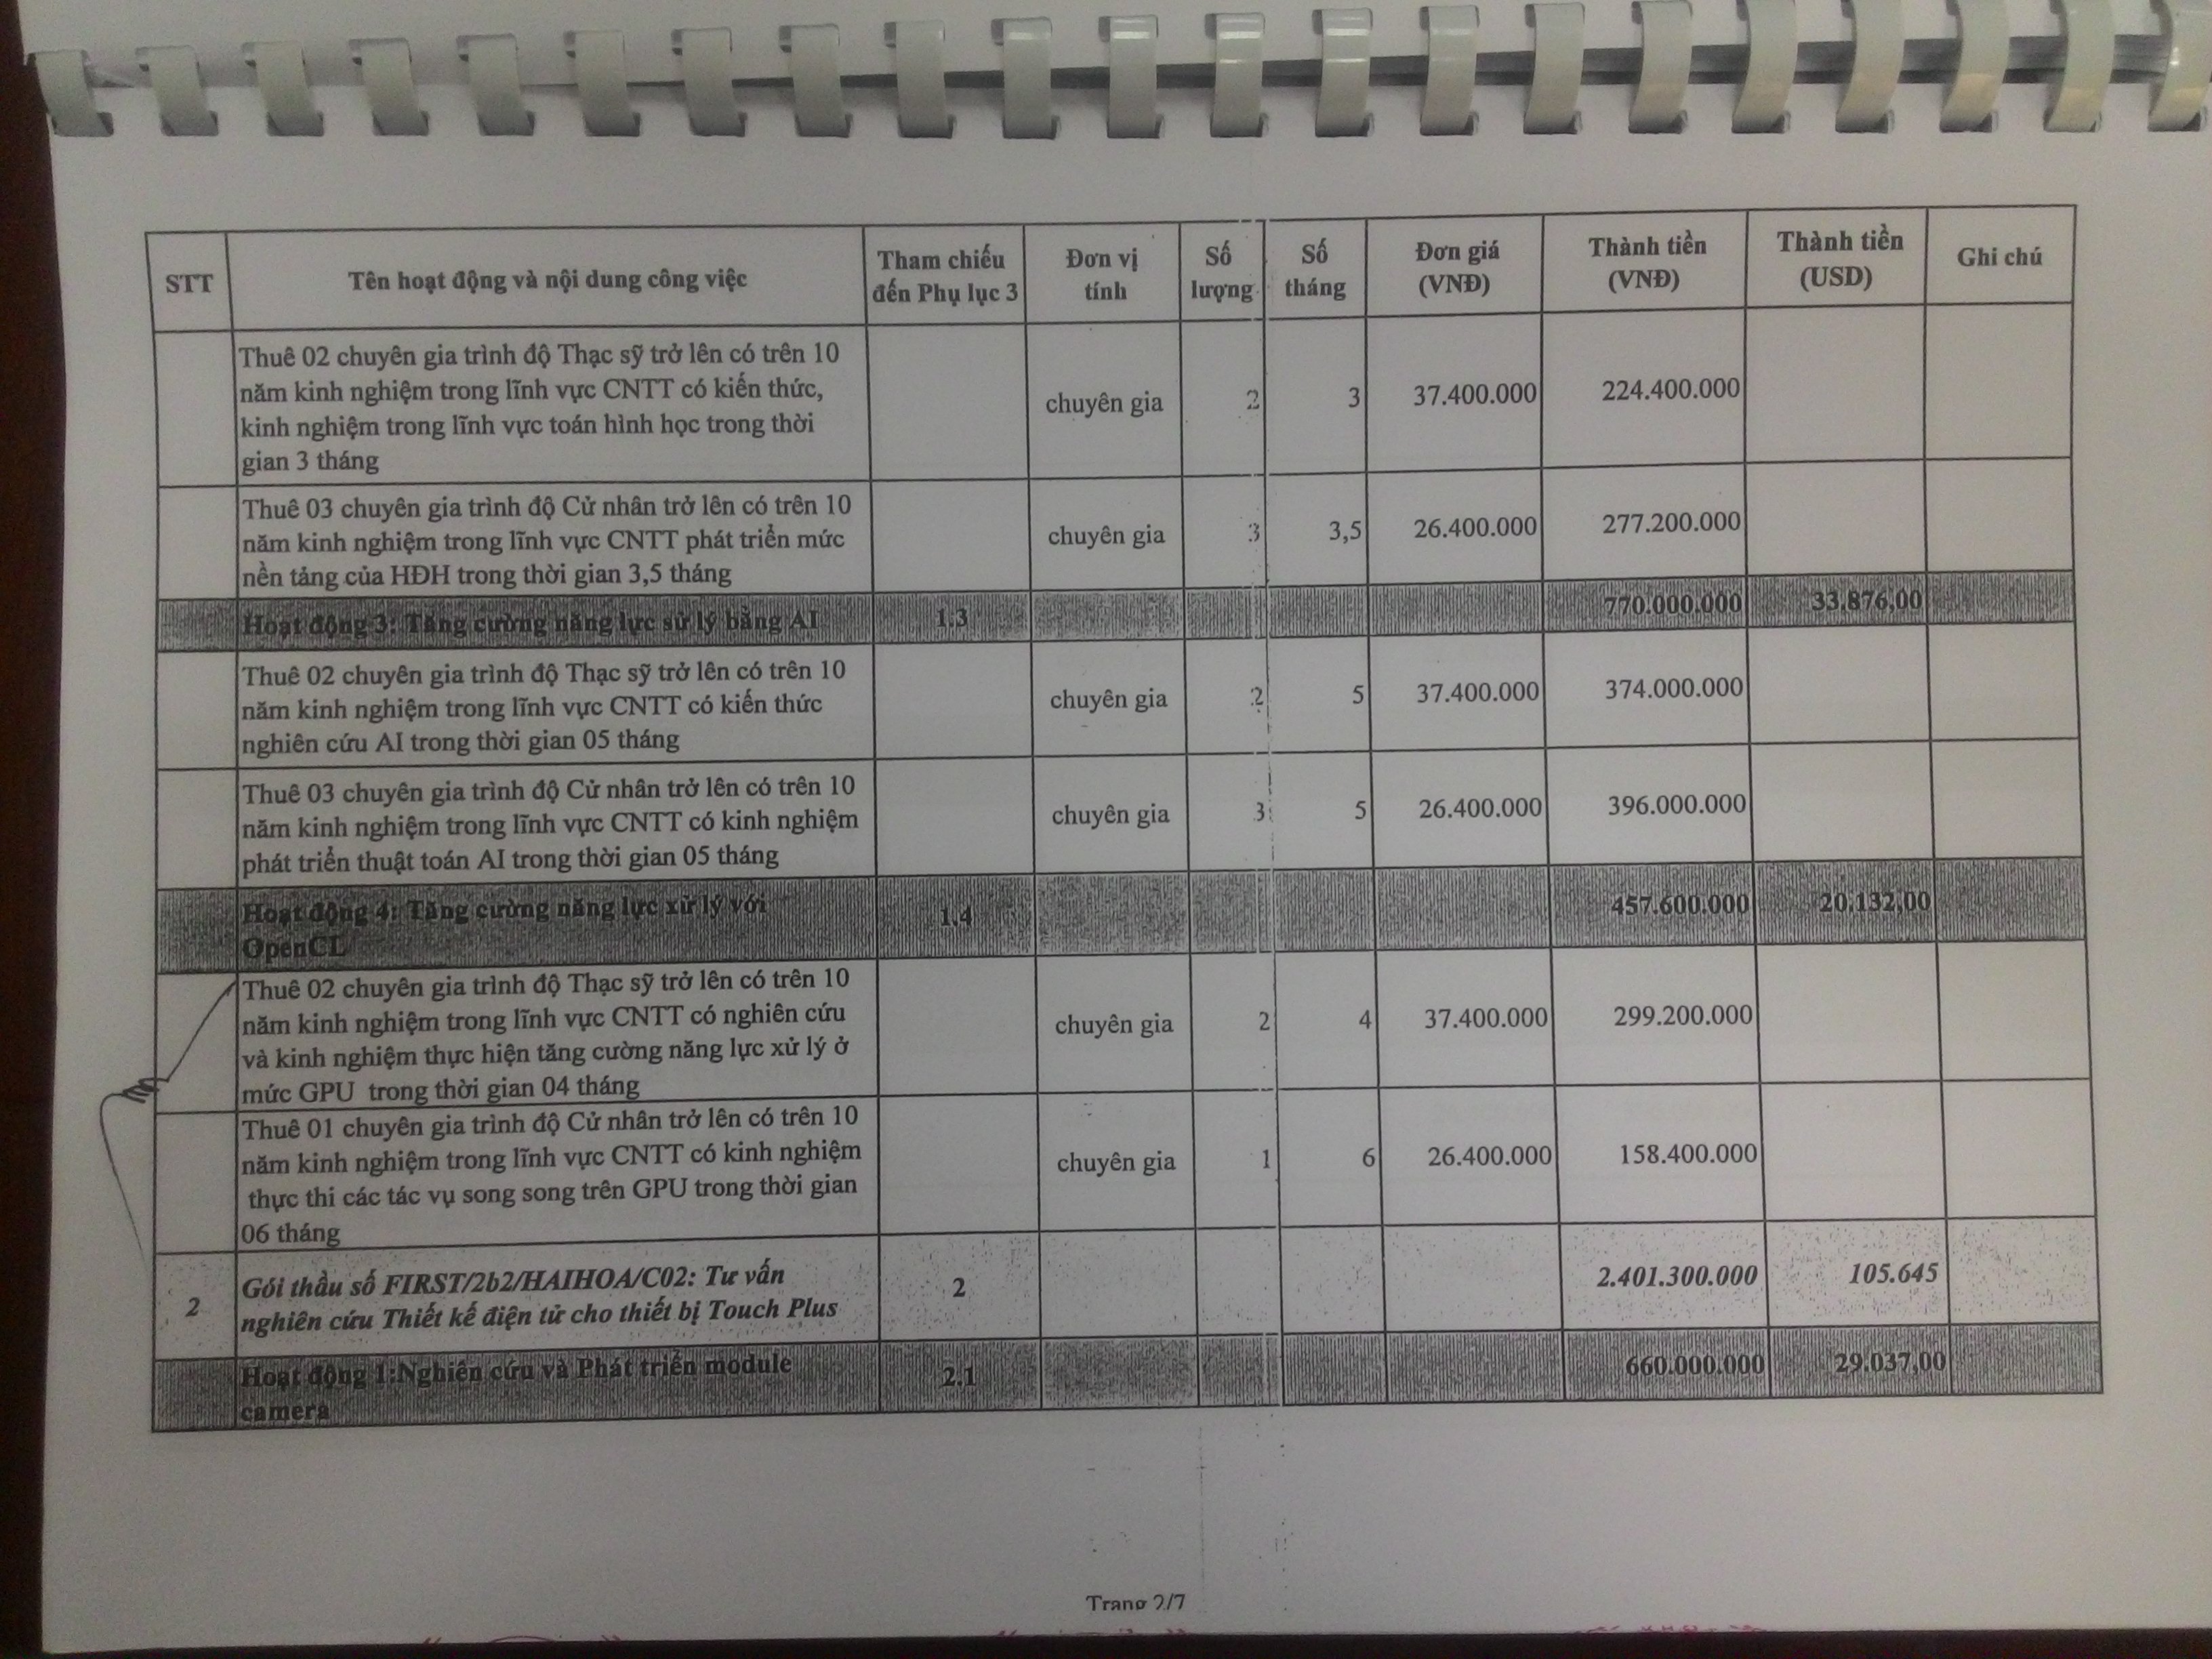 STT Tên hoạt động và nội dung công việc Tham chiếu đến Phụ lục 3 Đơn vị tính Số lượng Số tháng Đơn giá (VNĐ) Thành tiền (VNĐ) Thành tiền (USD) Ghi chú
Thuê 02 chuyên gia trình độ Thạc sỹ trở lên có trên 10
năm kinh nghiệm trong lĩnh vực CNTT có kiến thức,
kinh nghiệm trong lĩnh vực toán hình học trong thời
gian 3 tháng
chuyên gia 2 3 37.400.000 224.400.000
Thuê 03 chuyên gia trình độ Cử nhân trở lên có trên 10
năm kinh nghiệm trong lĩnh vực CNTT phát triển mức
nền tảng của HĐH trong thời gian 3,5 tháng
chuyên gia 3 3,5 26.400.000 277.200.000
Hoạt động 3: Tăng cường năng lực sử lý bằng AI 1.3 770.000.000 33.876,00
Thuê 02 chuyên gia trình độ Thạc sỹ trở lên có trên 10
năm kinh nghiệm trong lĩnh vực CNTT có kiến thức
nghiên cứu AI trong thời gian 05 tháng
chuyên gia 2 5 37.400.000 374.000.000
Thuê 03 chuyên gia trình độ Cử nhân trở lên có trên 10
năm kinh nghiệm trong lĩnh vực CNTT có kinh nghiệm
phát triển thuật toán AI trong thời gian 05 tháng
chuyên gia 3 5 26.400.000 396.000.000
Hoạt động 4: Tăng cường năng lực xử lý với
OpenCL
1.4 457.600.000 20.132,00
Thuê 02 chuyên gia trình độ Thạc sỹ trở lên có trên 10
năm kinh nghiệm trong lĩnh vực CNTT có nghiên cứu
và kinh nghiệm thực hiện tăng cường năng lực xử lý ở
mức GPU trong thời gian 04 tháng
chuyên gia 2 4 37.400.000 299.200.000
Thuê 01 chuyên gia trình độ Cử nhân trở lên có trên 10
năm kinh nghiệm trong lĩnh vực CNTT có kinh nghiệm
thực thi các tác vụ song song trên GPU trong thời gian
06 tháng
chuyên gia 1 6 26.400.000 158.400.000
2 Gói thầu số FIRST/2b2/HAIHOA/C02: Tư vấn
nghiên cứu Thiết kế điện tử cho thiết bị Touch Plus
2 2.401.300.000 105.645
Hoạt động 1:Nghiên cứu và Phát triển module
camera
2.1 660.000.000 29.037,00
Trang 2/7